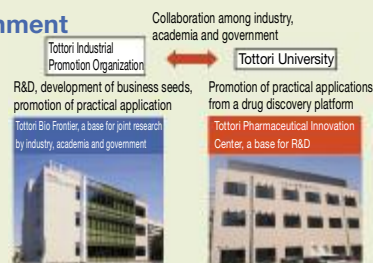 nment
Collaboration among industry,
academia and government
Tottori Industrial
Promotion Organization
Tottori University
R&D, development of business seeds,
promotion of practical application
Promotion of practical applications
from a drug discovery platform
Tottori Bio Frontier, a base for joint research
by industry, academia and government
Tottori Pharmaceutical Innovation
Center, a base for R&D